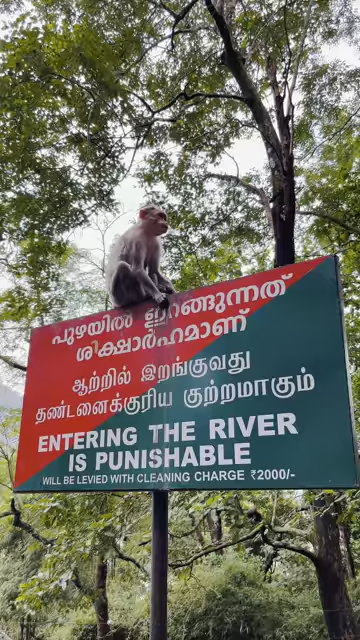 പുഴയിൽ ഇറങ്ങുന്നത്
ശിക്ഷാർഹമാണ്
ஆற்றில் இறங்குவது
தண்டனைக்குரிய குற்றமாகும்
ENTERING THE RIVER
IS PUNISHABLE
WILL BE LEVIED WITH CLEANING CHARGE ₹2000/-